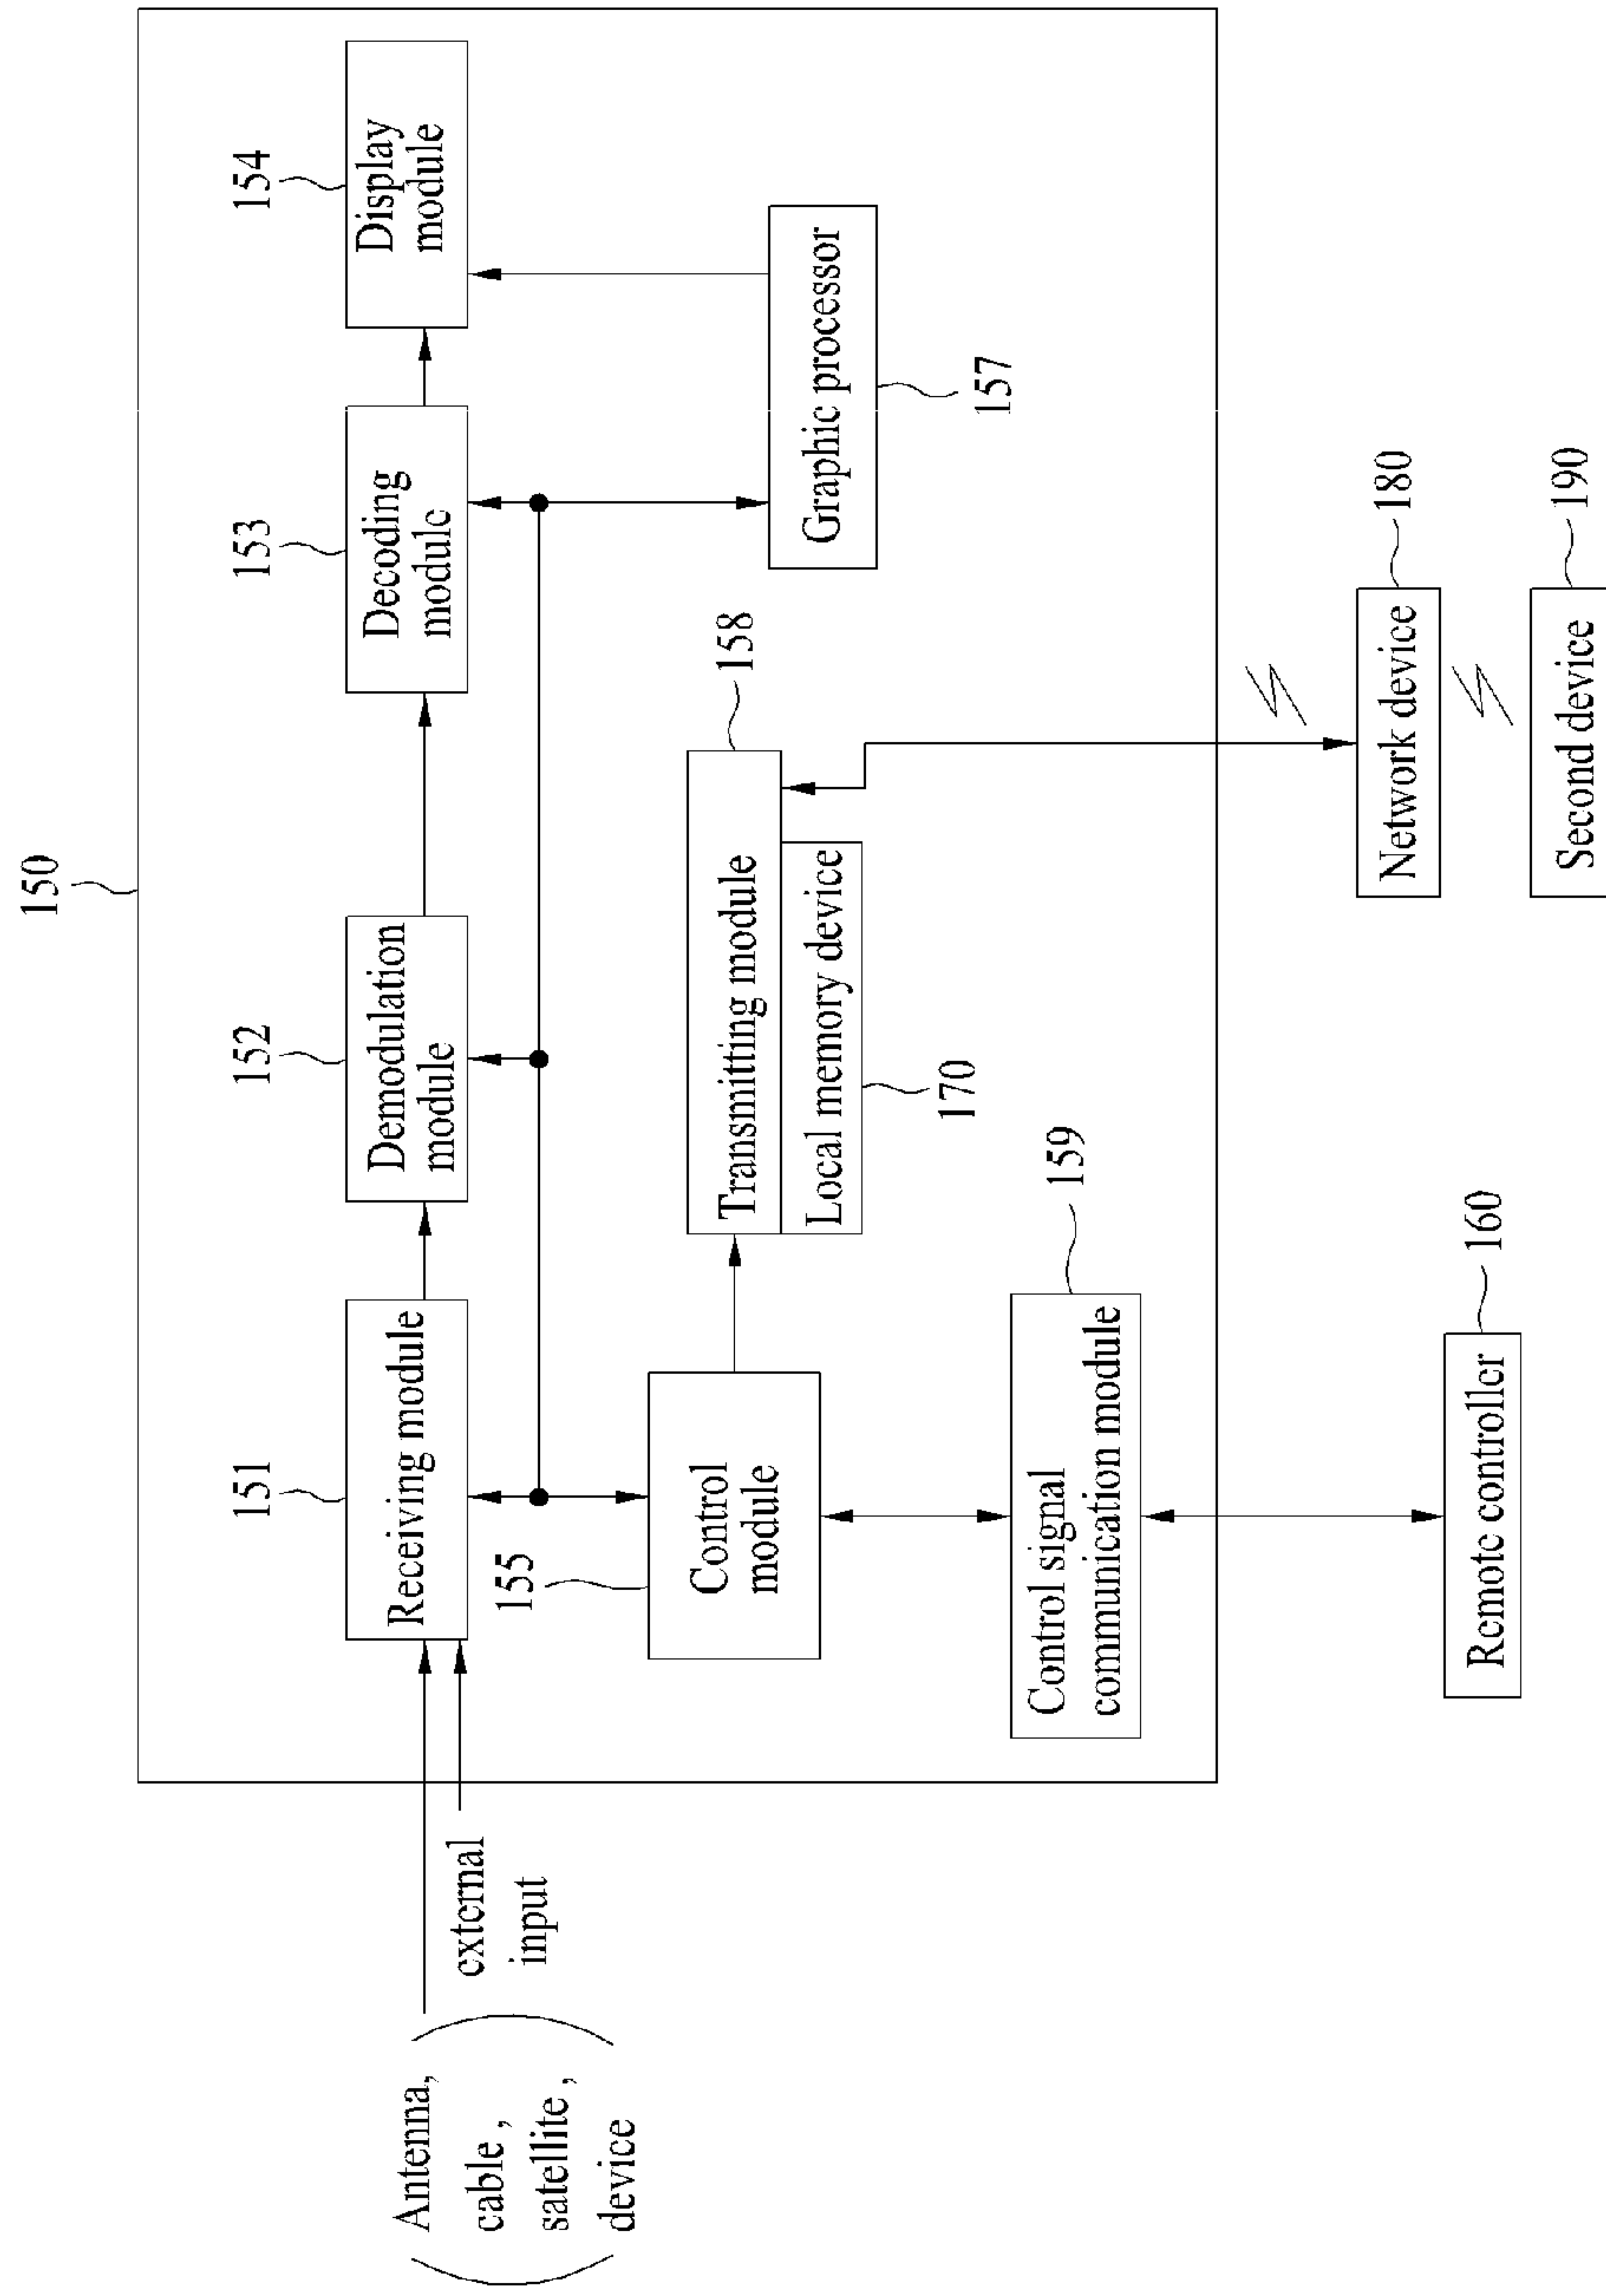 150
151
152
153
154
Receiving module
Demodulation
module
Decoding
module
Display
module
Antenna,
cable,
satellite,
device
external
input
155
Control
module
158
Transmitting module
Local memory device
170
Graphic processor
157
159
Control signal
communication module
160
Remote controller
180
Network device
190
Second device